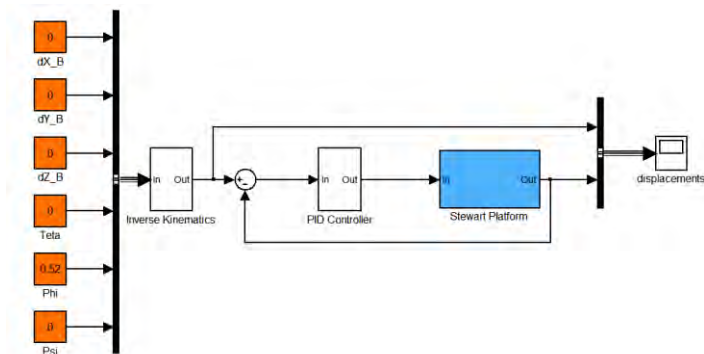 0
dX_B
0
dY_B
0
dZ_B
0
Teta
0.52
Phi
0
Psi
In Out
Inverse Kinematics
In Out
PID Controller
In Out
Stewart Platform
displacements